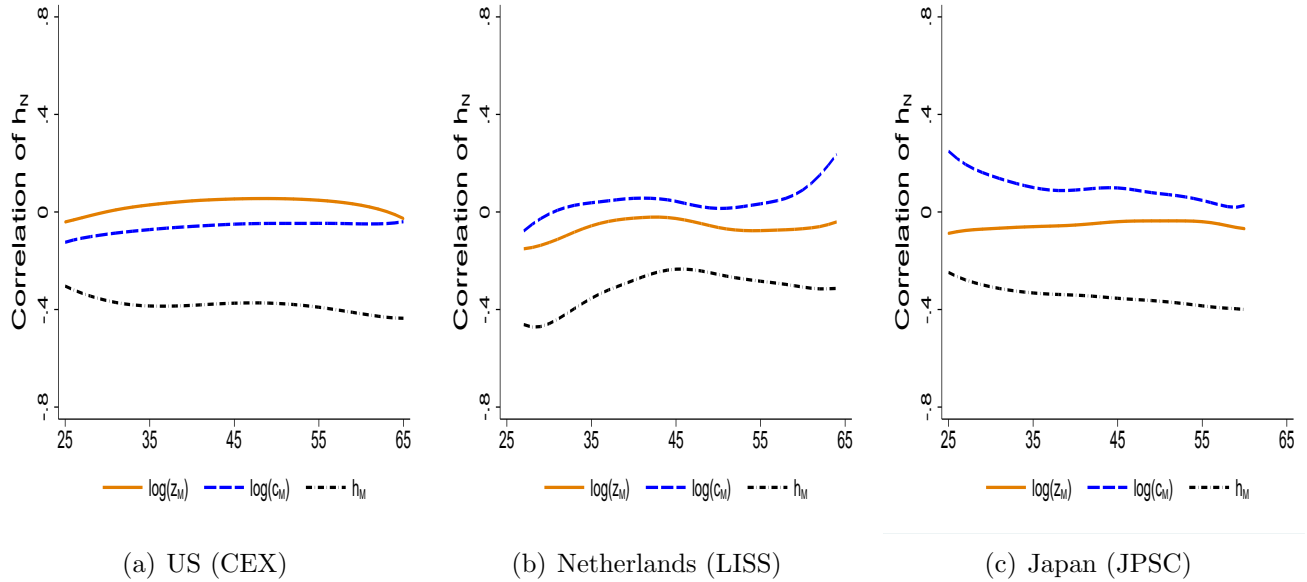 Correlation of h_N
.8
.4
0
-.4
-.8
25 35 45 55 65
log(z_M) log(c_M) h_M
(a) US (CEX)
Correlation of h_N
.8
.4
0
-.4
-.8
25 35 45 55 65
log(z_M) log(c_M) h_M
(b) Netherlands (LISS)
Correlation of h_N
.8
.4
0
-.4
-.8
25 35 45 55 65
log(z_M) log(c_M) h_M
(c) Japan (JPSC)